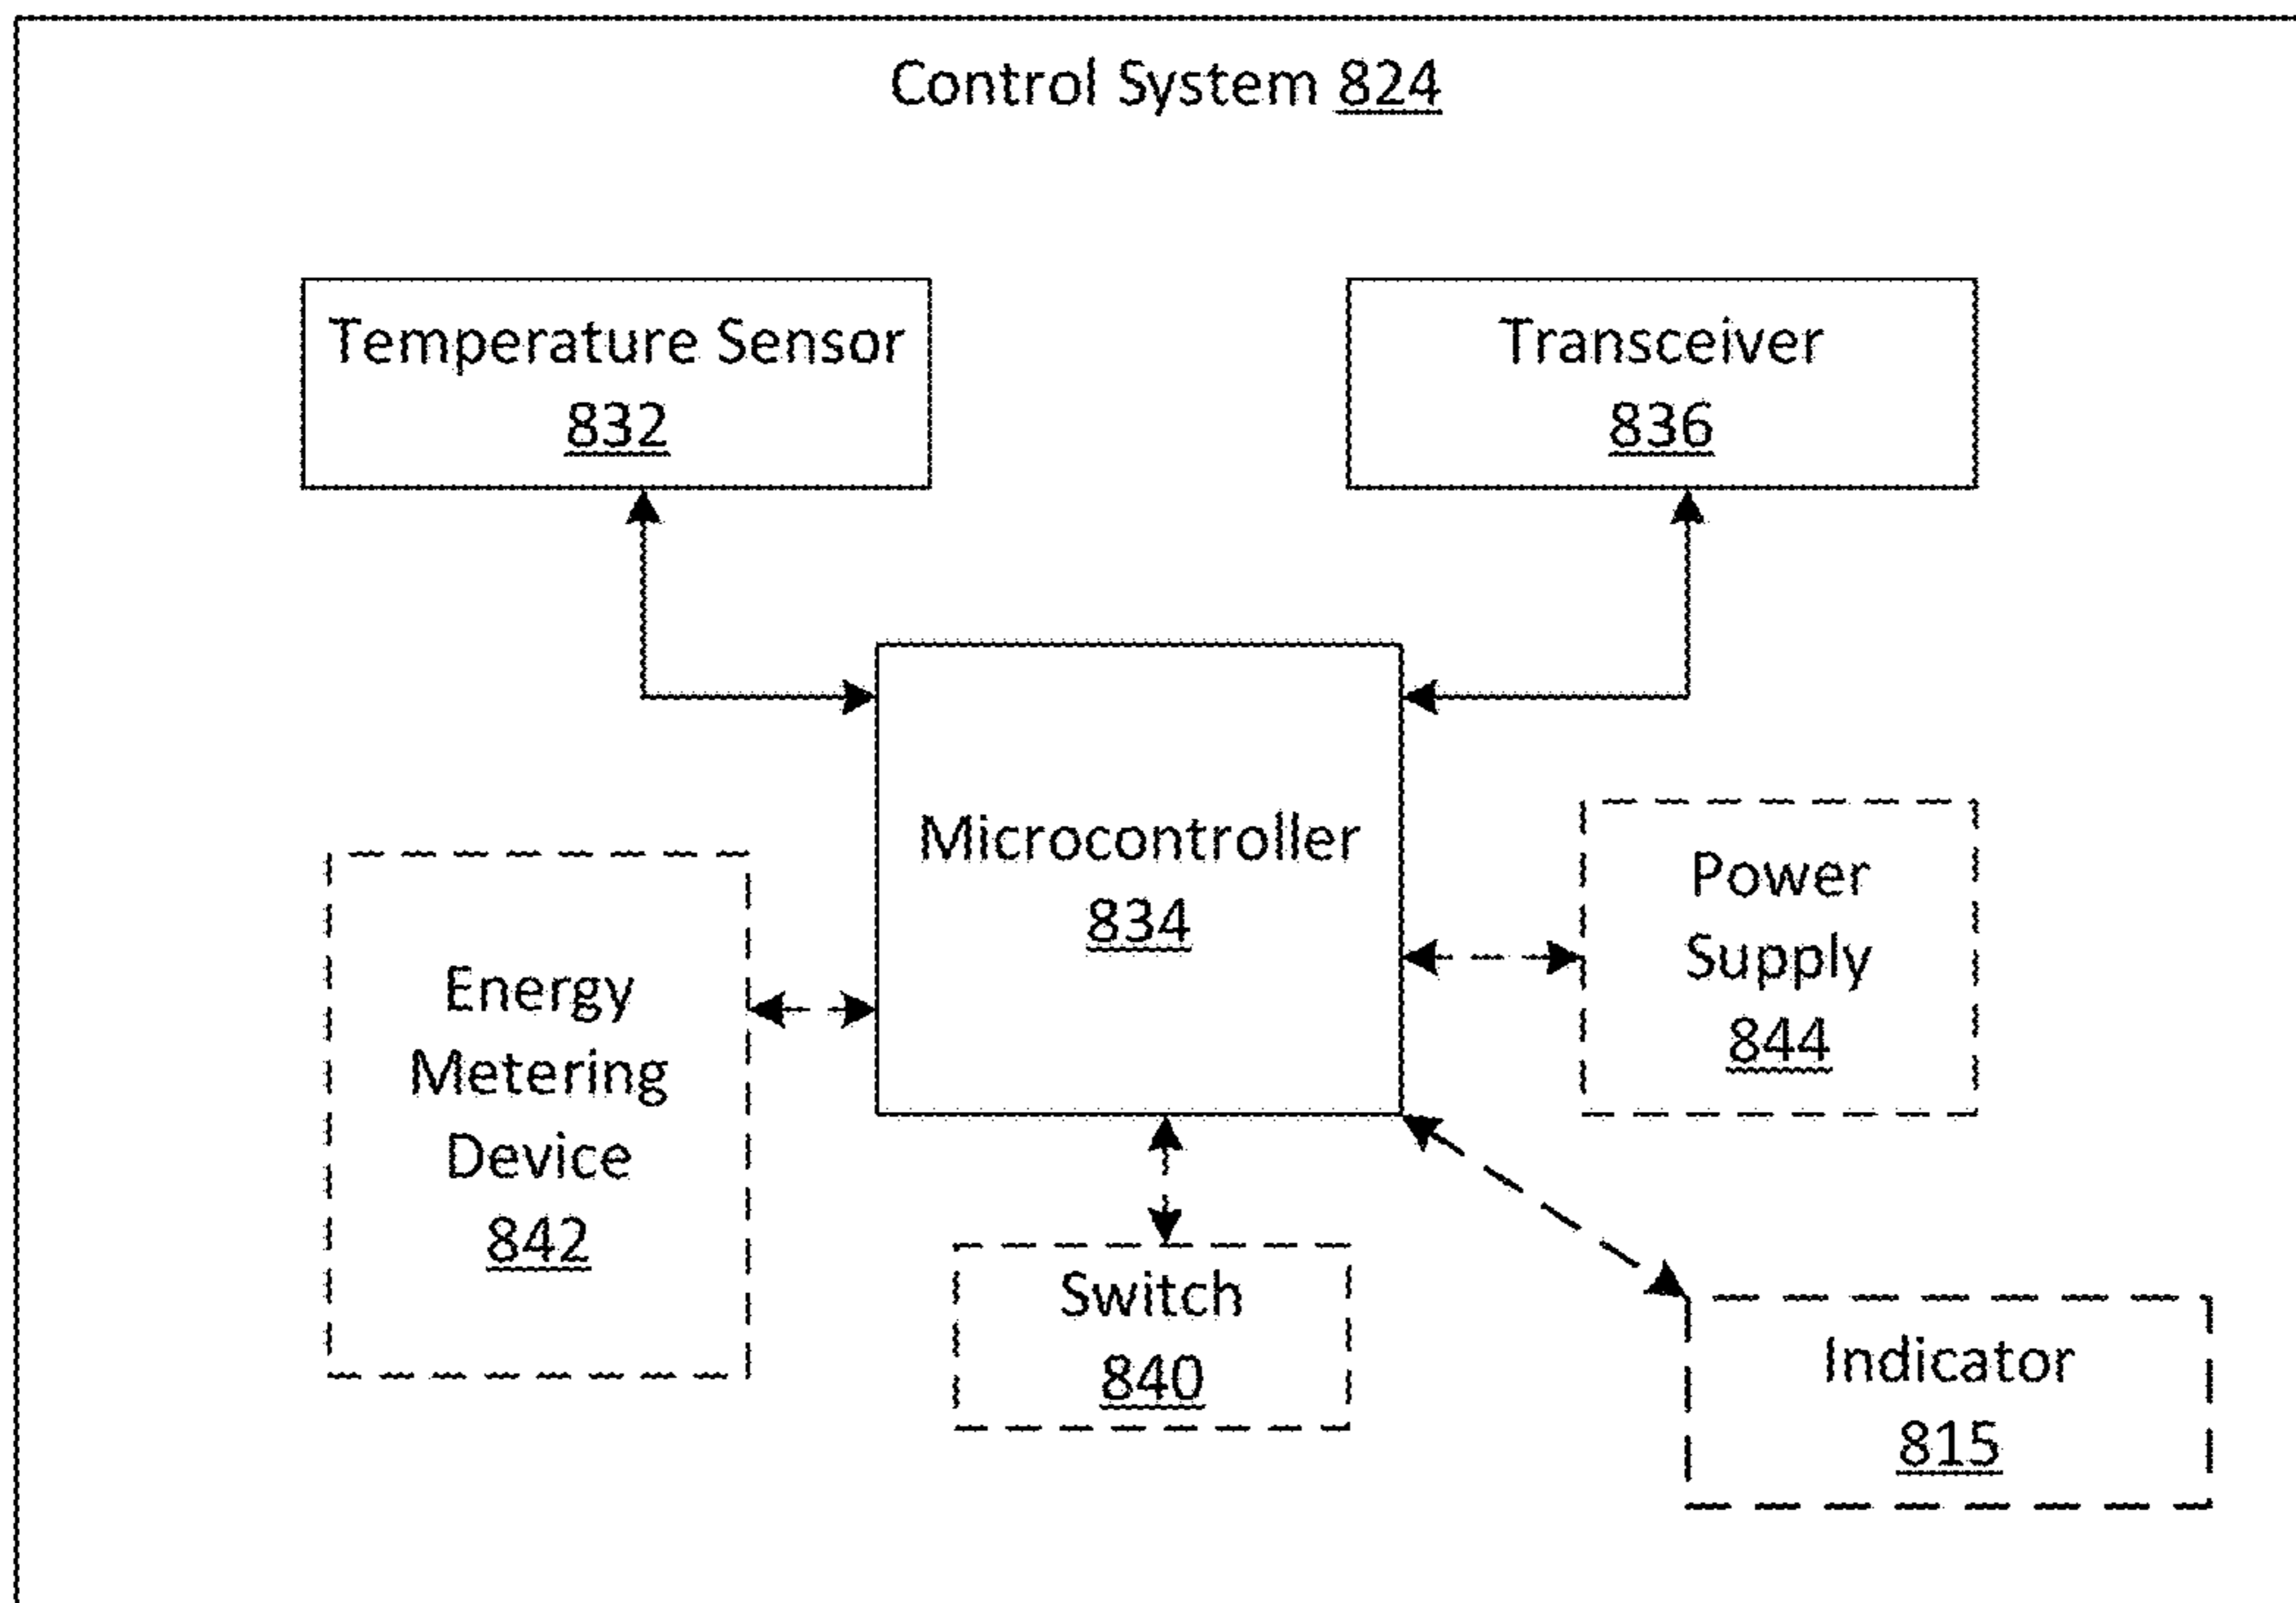 Control System 824
Temperature Sensor
832
Transceiver
836
Microcontroller
834
Power
Supply
844
Energy
Metering
Device
842
Switch
840
Indicator
815